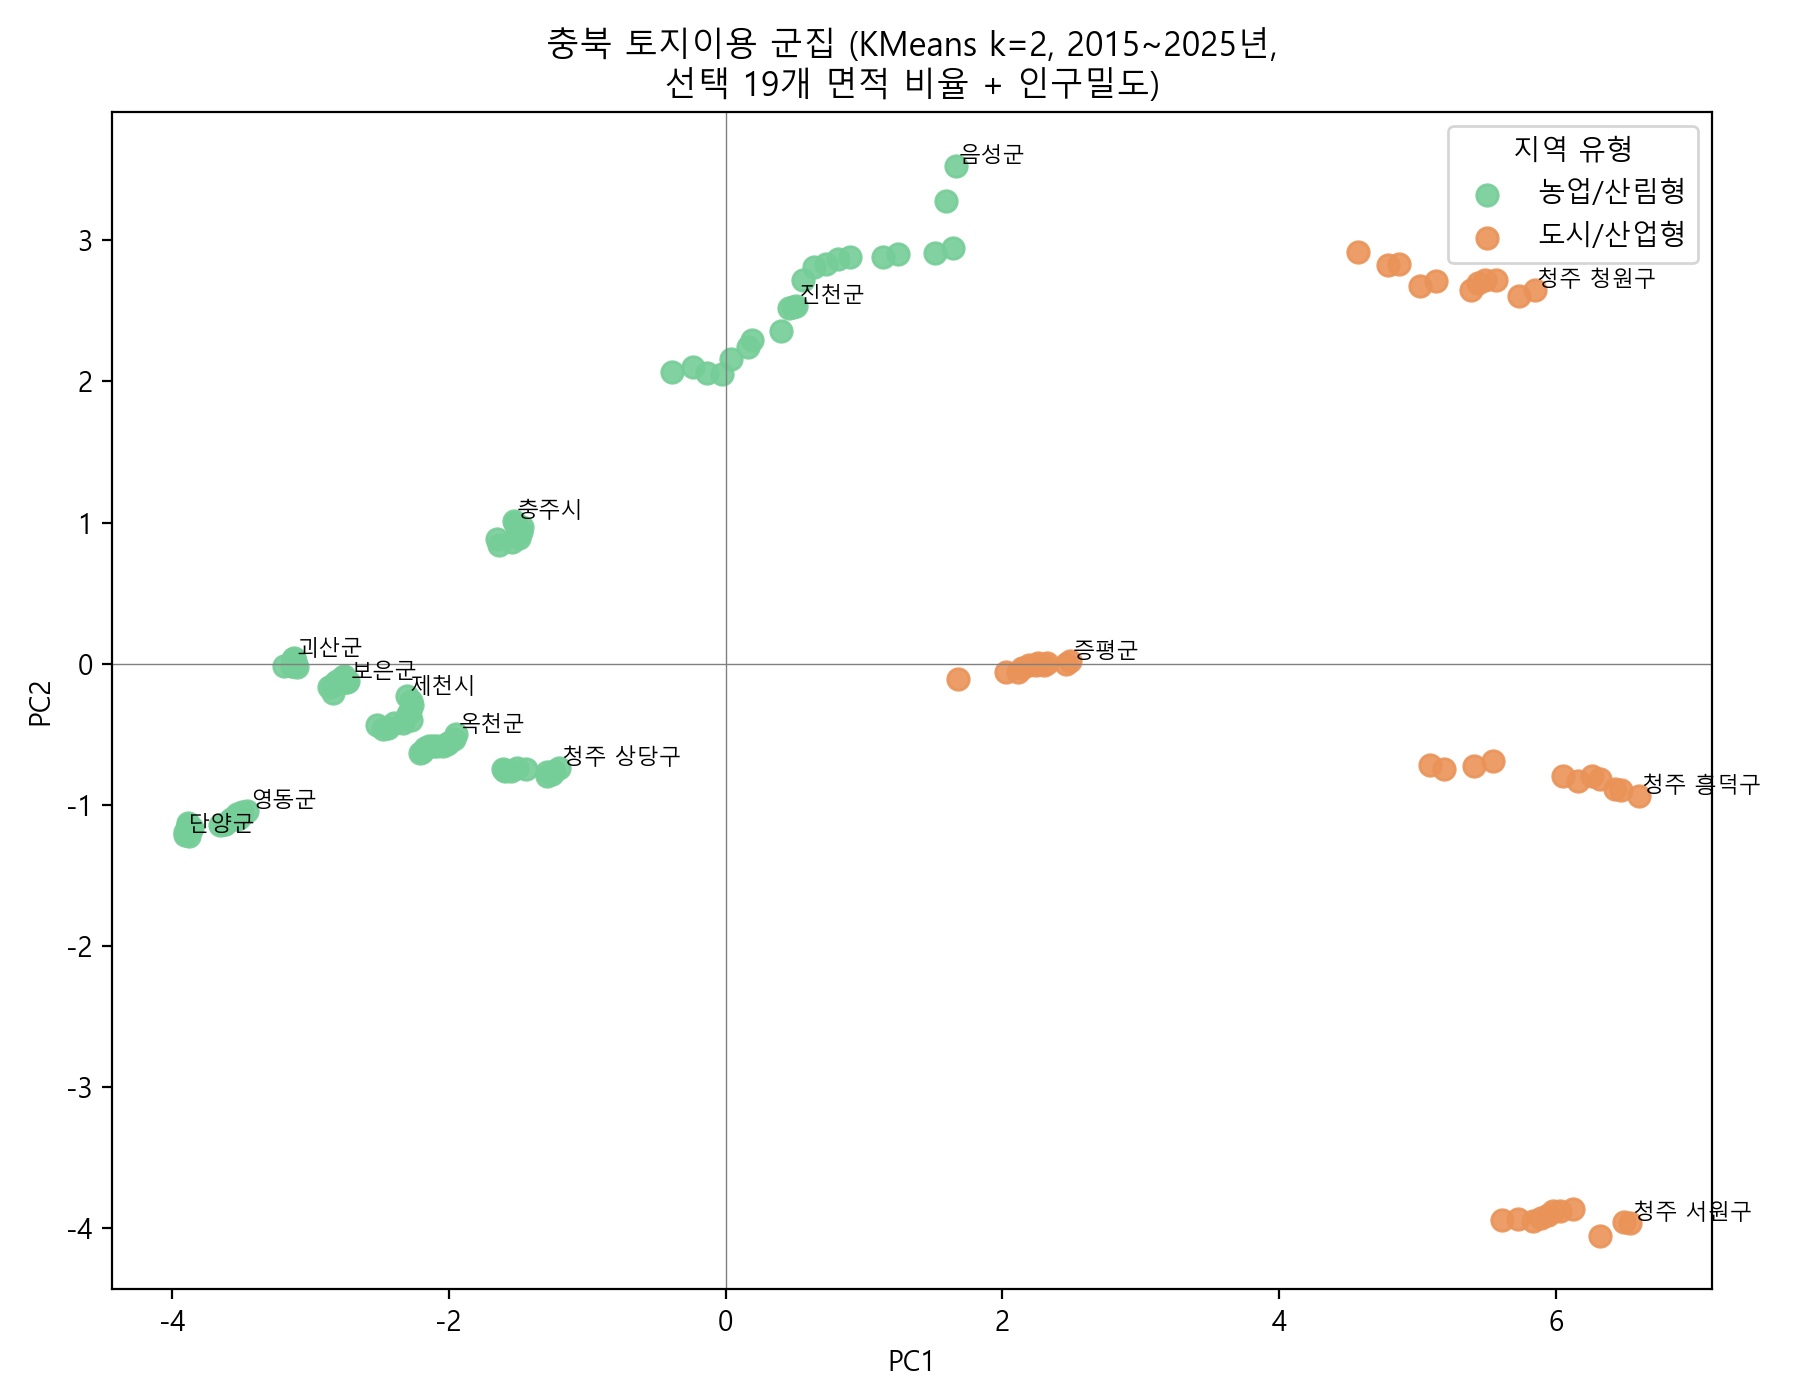 충북 토지이용 군집 (KMeans k=2, 2015~2025년,
선택 19개 면적 비율 + 인구밀도)
지역 유형
농업/산림형
도시/산업형
음성군
청주 청원구
진천군
충주시
괴산군
보은군
제천시
옥천군
청주 상당구
영동군
단양군
증평군
청주 흥덕구
청주 서원구
PC2
3
2
1
0
-1
-2
-3
-4
-4
-2
0
2
4
6
PC1